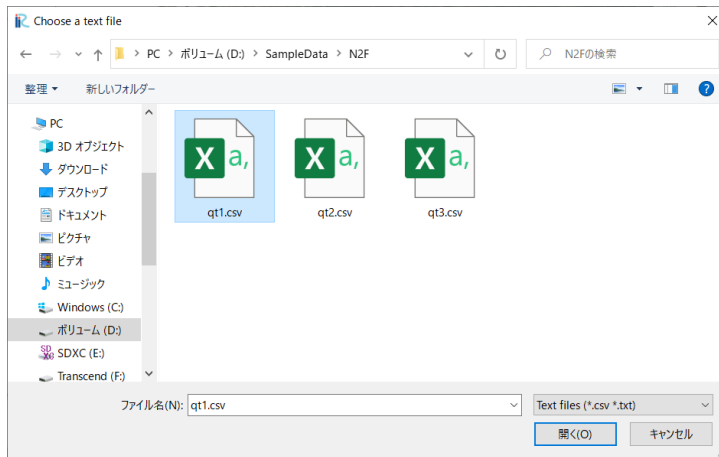 Choose a text file
PC > ボリューム (D:) > SampleData > N2F
N2Fの検索
整理
新しいフォルダー
PC
3D オブジェクト
ダウンロード
デスクトップ
ドキュメント
ピクチャ
ビデオ
ミュージック
Windows (C:)
ボリューム (D:)
SDXC (E:)
Transcend (F:)
a,
a,
a,
X
X
X
qt1.csv
qt2.csv
qt3.csv
ファイル名(N):
qt1.csv
Text files (*.csv *.txt)
開く(O)
キャンセル